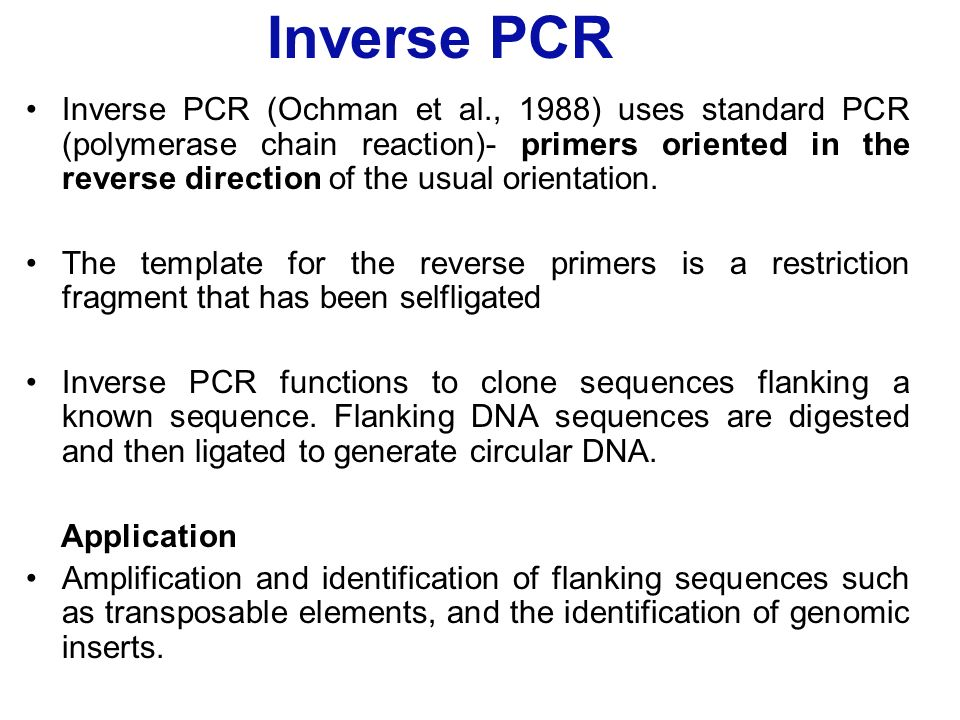 Inverse PCR
• Inverse PCR (Ochman et al., 1988) uses standard PCR
(polymerase chain reaction)- primers oriented in the
reverse direction of the usual orientation.
• The template for the reverse primers is a restriction
fragment that has been selfligated
• Inverse PCR functions to clone sequences flanking a
known sequence. Flanking DNA sequences are digested
and then ligated to generate circular DNA.
Application
• Amplification and identification of flanking sequences such
as transposable elements, and the identification of genomic
inserts.